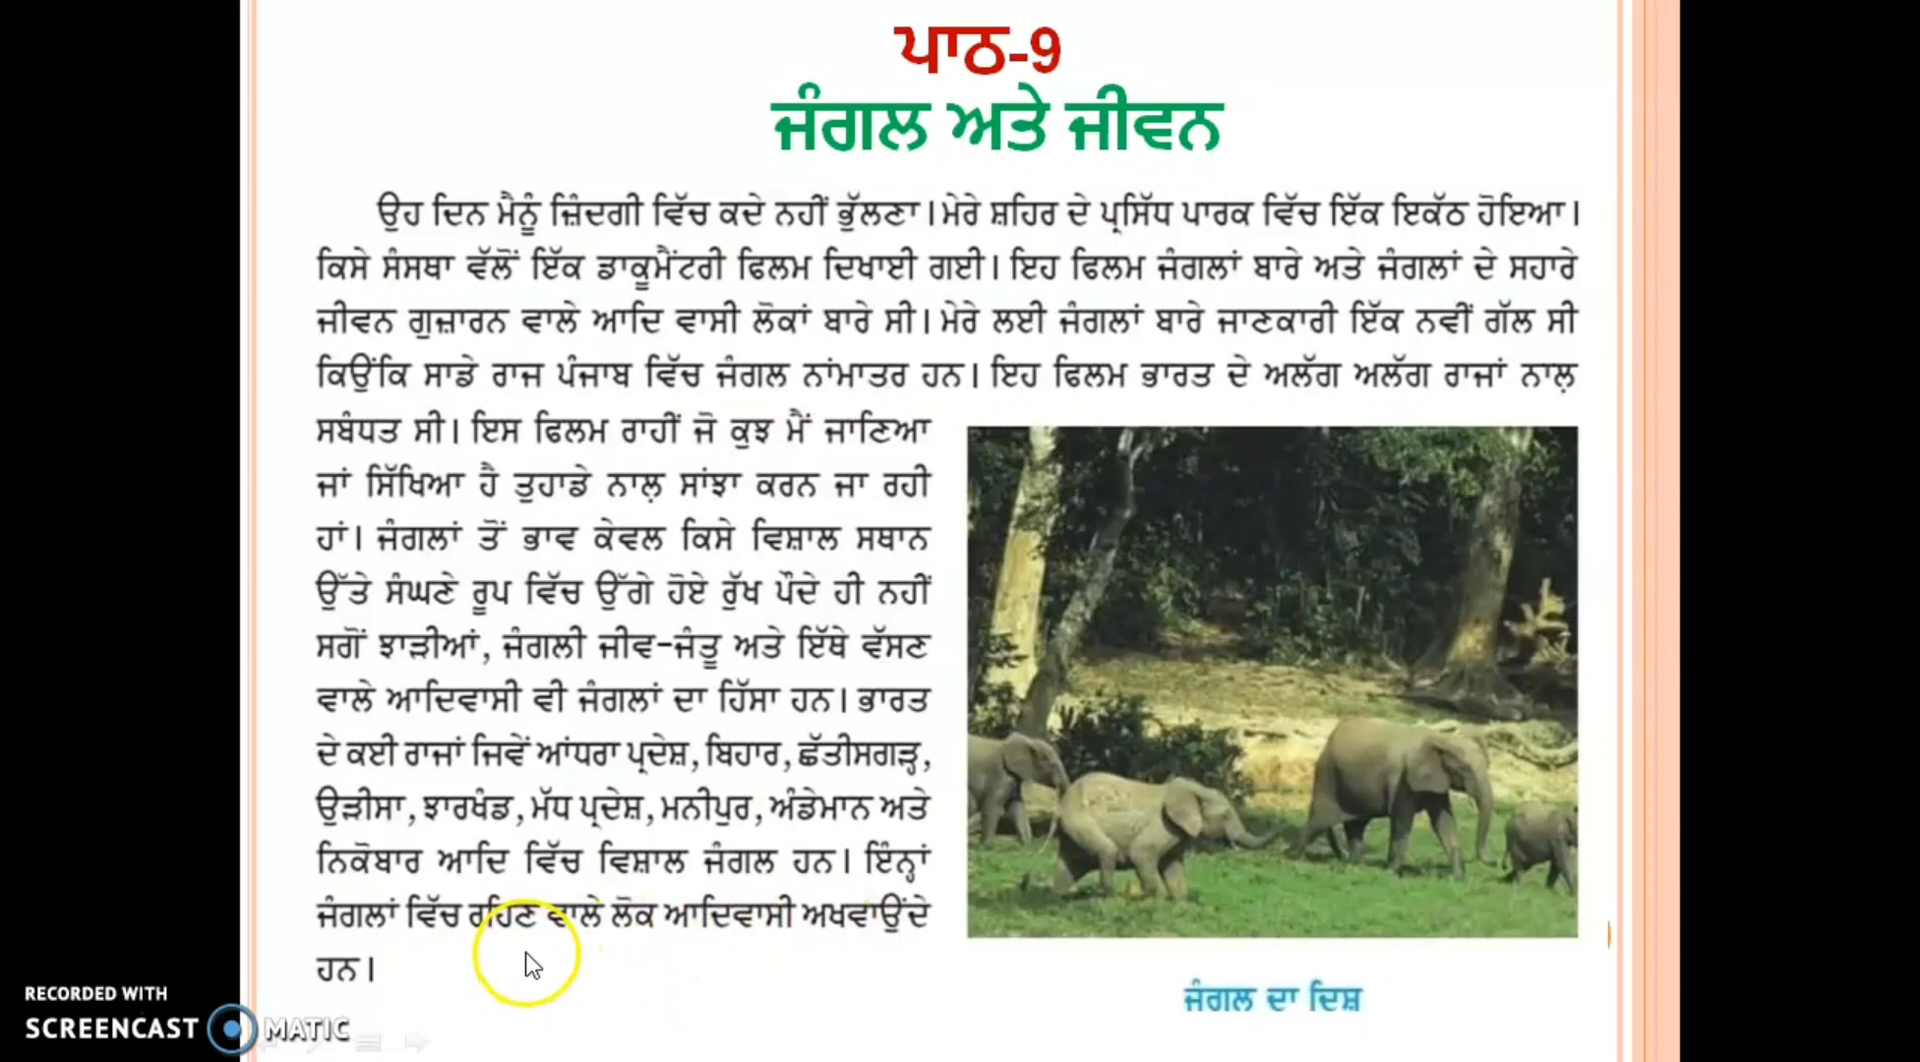 ਪਾਠ-9
ਜੰਗਲ ਅਤੇ ਜੀਵਨ
ਉਹ ਦਿਨ ਮੈਨੂੰ ਜ਼ਿੰਦਗੀ ਵਿੱਚ ਕਦੇ ਨਹੀਂ ਭੁੱਲਣਾ। ਮੇਰੇ ਸ਼ਹਿਰ ਦੇ ਪ੍ਰਸਿੱਧ ਪਾਰਕ ਵਿੱਚ ਇੱਕ ਇਕੱਠ ਹੋਇਆ।
ਕਿਸੇ ਸੰਸਥਾ ਵੱਲੋਂ ਇੱਕ ਡਾਕੂਮੈਂਟਰੀ ਫਿਲਮ ਦਿਖਾਈ ਗਈ। ਇਹ ਫਿਲਮ ਜੰਗਲਾਂ ਬਾਰੇ ਅਤੇ ਜੰਗਲਾਂ ਦੇ ਸਹਾਰੇ
ਜੀਵਨ ਗੁਜ਼ਾਰਨ ਵਾਲੇ ਆਦਿ ਵਾਸੀ ਲੋਕਾਂ ਬਾਰੇ ਸੀ। ਮੇਰੇ ਲਈ ਜੰਗਲਾਂ ਬਾਰੇ ਜਾਣਕਾਰੀ ਇੱਕ ਨਵੀਂ ਗੱਲ ਸੀ
ਕਿਉਂਕਿ ਸਾਡੇ ਰਾਜ ਪੰਜਾਬ ਵਿੱਚ ਜੰਗਲ ਨਾਂਮਾਤਰ ਹਨ। ਇਹ ਫਿਲਮ ਭਾਰਤ ਦੇ ਅਲੱਗ ਅਲੱਗ ਰਾਜਾਂ ਨਾਲ਼
ਸਬੰਧਤ ਸੀ। ਇਸ ਫਿਲਮ ਰਾਹੀਂ ਜੋ ਕੁਝ ਮੈਂ ਜਾਣਿਆ
ਜਾਂ ਸਿੱਖਿਆ ਹੈ ਤੁਹਾਡੇ ਨਾਲ਼ ਸਾਂਝਾ ਕਰਨ ਜਾ ਰਹੀ
ਹਾਂ। ਜੰਗਲਾਂ ਤੋਂ ਭਾਵ ਕੇਵਲ ਕਿਸੇ ਵਿਸ਼ਾਲ ਸਥਾਨ
ਉੱਤੇ ਸੰਘਣੇ ਰੂਪ ਵਿੱਚ ਉੱਗੇ ਹੋਏ ਰੁੱਖ ਪੌਦੇ ਹੀ ਨਹੀਂ
ਸਗੋਂ ਝਾੜੀਆਂ, ਜੰਗਲੀ ਜੀਵ-ਜੰਤੂ ਅਤੇ ਇੱਥੇ ਵੱਸਣ
ਵਾਲੇ ਆਦਿਵਾਸੀ ਵੀ ਜੰਗਲਾਂ ਦਾ ਹਿੱਸਾ ਹਨ। ਭਾਰਤ
ਦੇ ਕਈ ਰਾਜਾਂ ਜਿਵੇਂ ਆਂਧਰਾ ਪ੍ਰਦੇਸ਼, ਬਿਹਾਰ, ਛੱਤੀਸਗੜ੍ਹ,
ਉੜੀਸਾ, ਝਾਰਖੰਡ, ਮੱਧ ਪ੍ਰਦੇਸ਼, ਮਨੀਪੁਰ, ਅੰਡੇਮਾਨ ਅਤੇ
ਨਿਕੋਬਾਰ ਆਦਿ ਵਿੱਚ ਵਿਸ਼ਾਲ ਜੰਗਲ ਹਨ। ਇੰਨ੍ਹਾਂ
ਜੰਗਲਾਂ ਵਿੱਚ ਰਹਿਣ ਵਾਲੇ ਲੋਕ ਆਦਿਵਾਸੀ ਅਖਵਾਉਂਦੇ
ਹਨ।
ਜੰਗਲ ਦਾ ਦਿਸ਼
RECORDED WITH
SCREENCAST MATIC